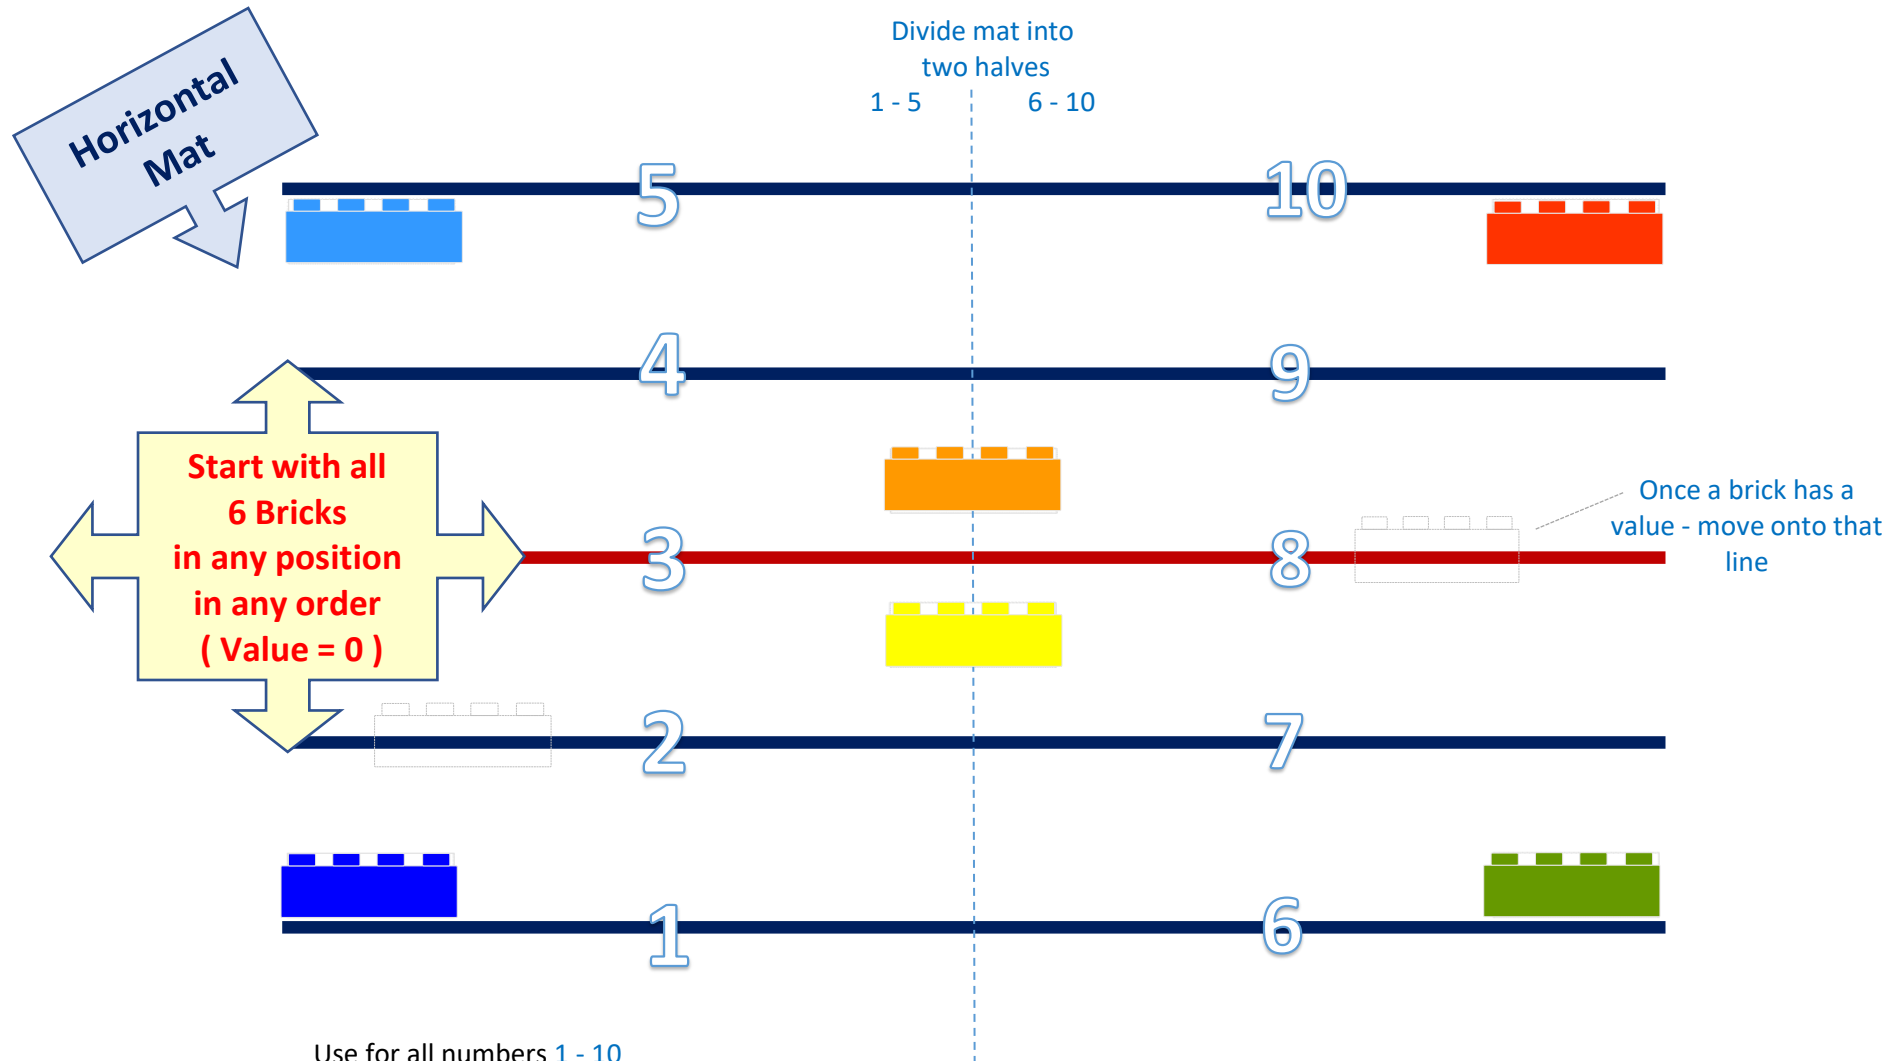 Horizontal
Mat
Divide mat into
two halves
1 - 5 6 - 10
5 10
4 9
Start with all
6 Bricks
in any position
in any order
( Value = 0 )
3 8
Once a brick has a
value - move onto that
line
2 7
1 6
Use for all numbers 1 - 10